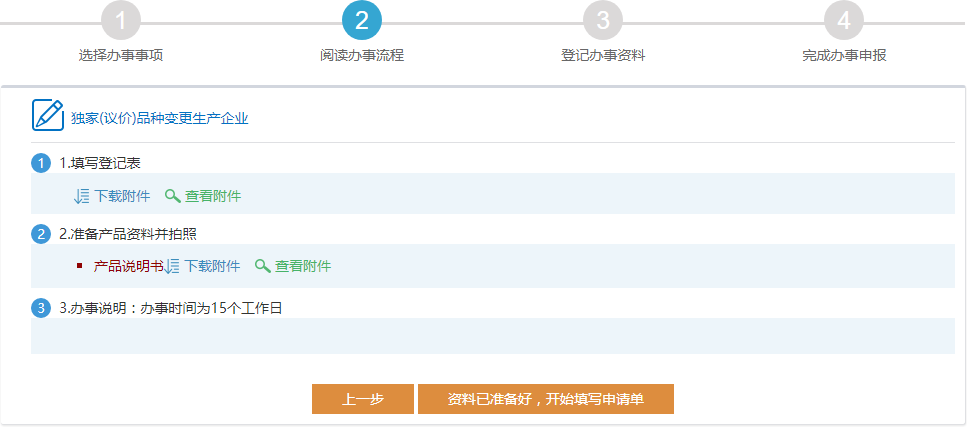 1 2 3 4
选择办事事项 阅读办事流程 登记办事资料 完成办事申报
独家(议价)品种变更生产企业
1 1.填写登记表
下载附件 查看附件
2 2.准备产品资料并拍照
产品说明书 下载附件 查看附件
3 3.办事说明：办事时间为15个工作日
上一步 资料已准备好，开始填写申请单